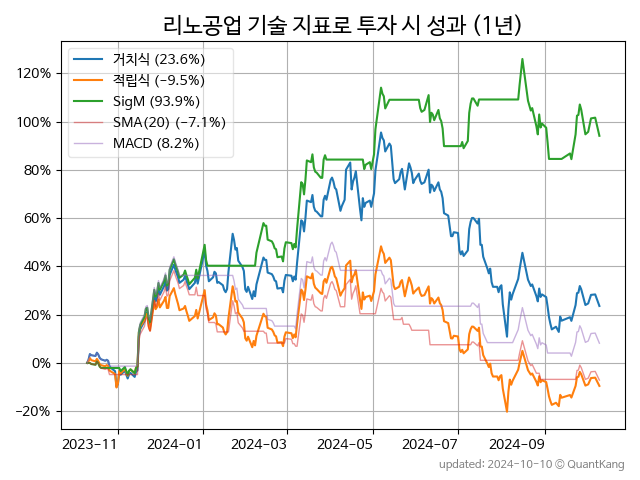 리노공업 기술 지표로 투자 시 성과 (1년)
거치식 (23.6%)
적립식 (−9.5%)
SigM (93.9%)
SMA(20) (−7.1%)
MACD (8.2%)
120%
100%
80%
60%
40%
20%
0%
−20%
2023−11 2024−01 2024−03 2024−05 2024−07 2024−09
updated: 2024-10-10 © QuantKang